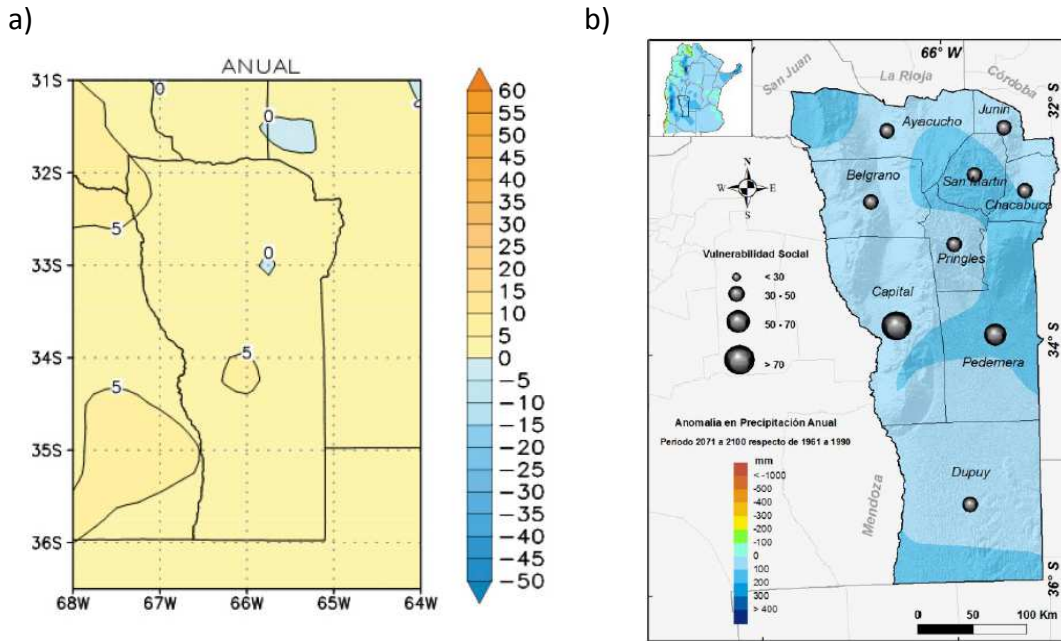 a)
ANUAL
31S
32S
33S
34S
35S
36S
68W
67W
66W
65W
64W
0
0
0
5
5
5
60
55
50
45
40
35
30
25
20
15
10
5
0
−5
−10
−15
−20
−25
−30
−35
−40
−45
−50
b)
66° W
San Juan
La Rioja
Córdoba
32° S
34° S
36° S
Junín
Ayacucho
Belgrano
San Martín
Chacabuco
Pringles
Capital
Pedernera
Dupuy
Mendoza
N
W
E
S
Vulnerabilidad Social
< 30
30 - 50
50 - 70
> 70
Anomalía en Precipitación Anual
Período 2071 a 2100 respecto de 1961 a 1990
mm
< -1000
-500
-400
-300
-200
-100
0
100
200
300
> 400
0
50
100 Km